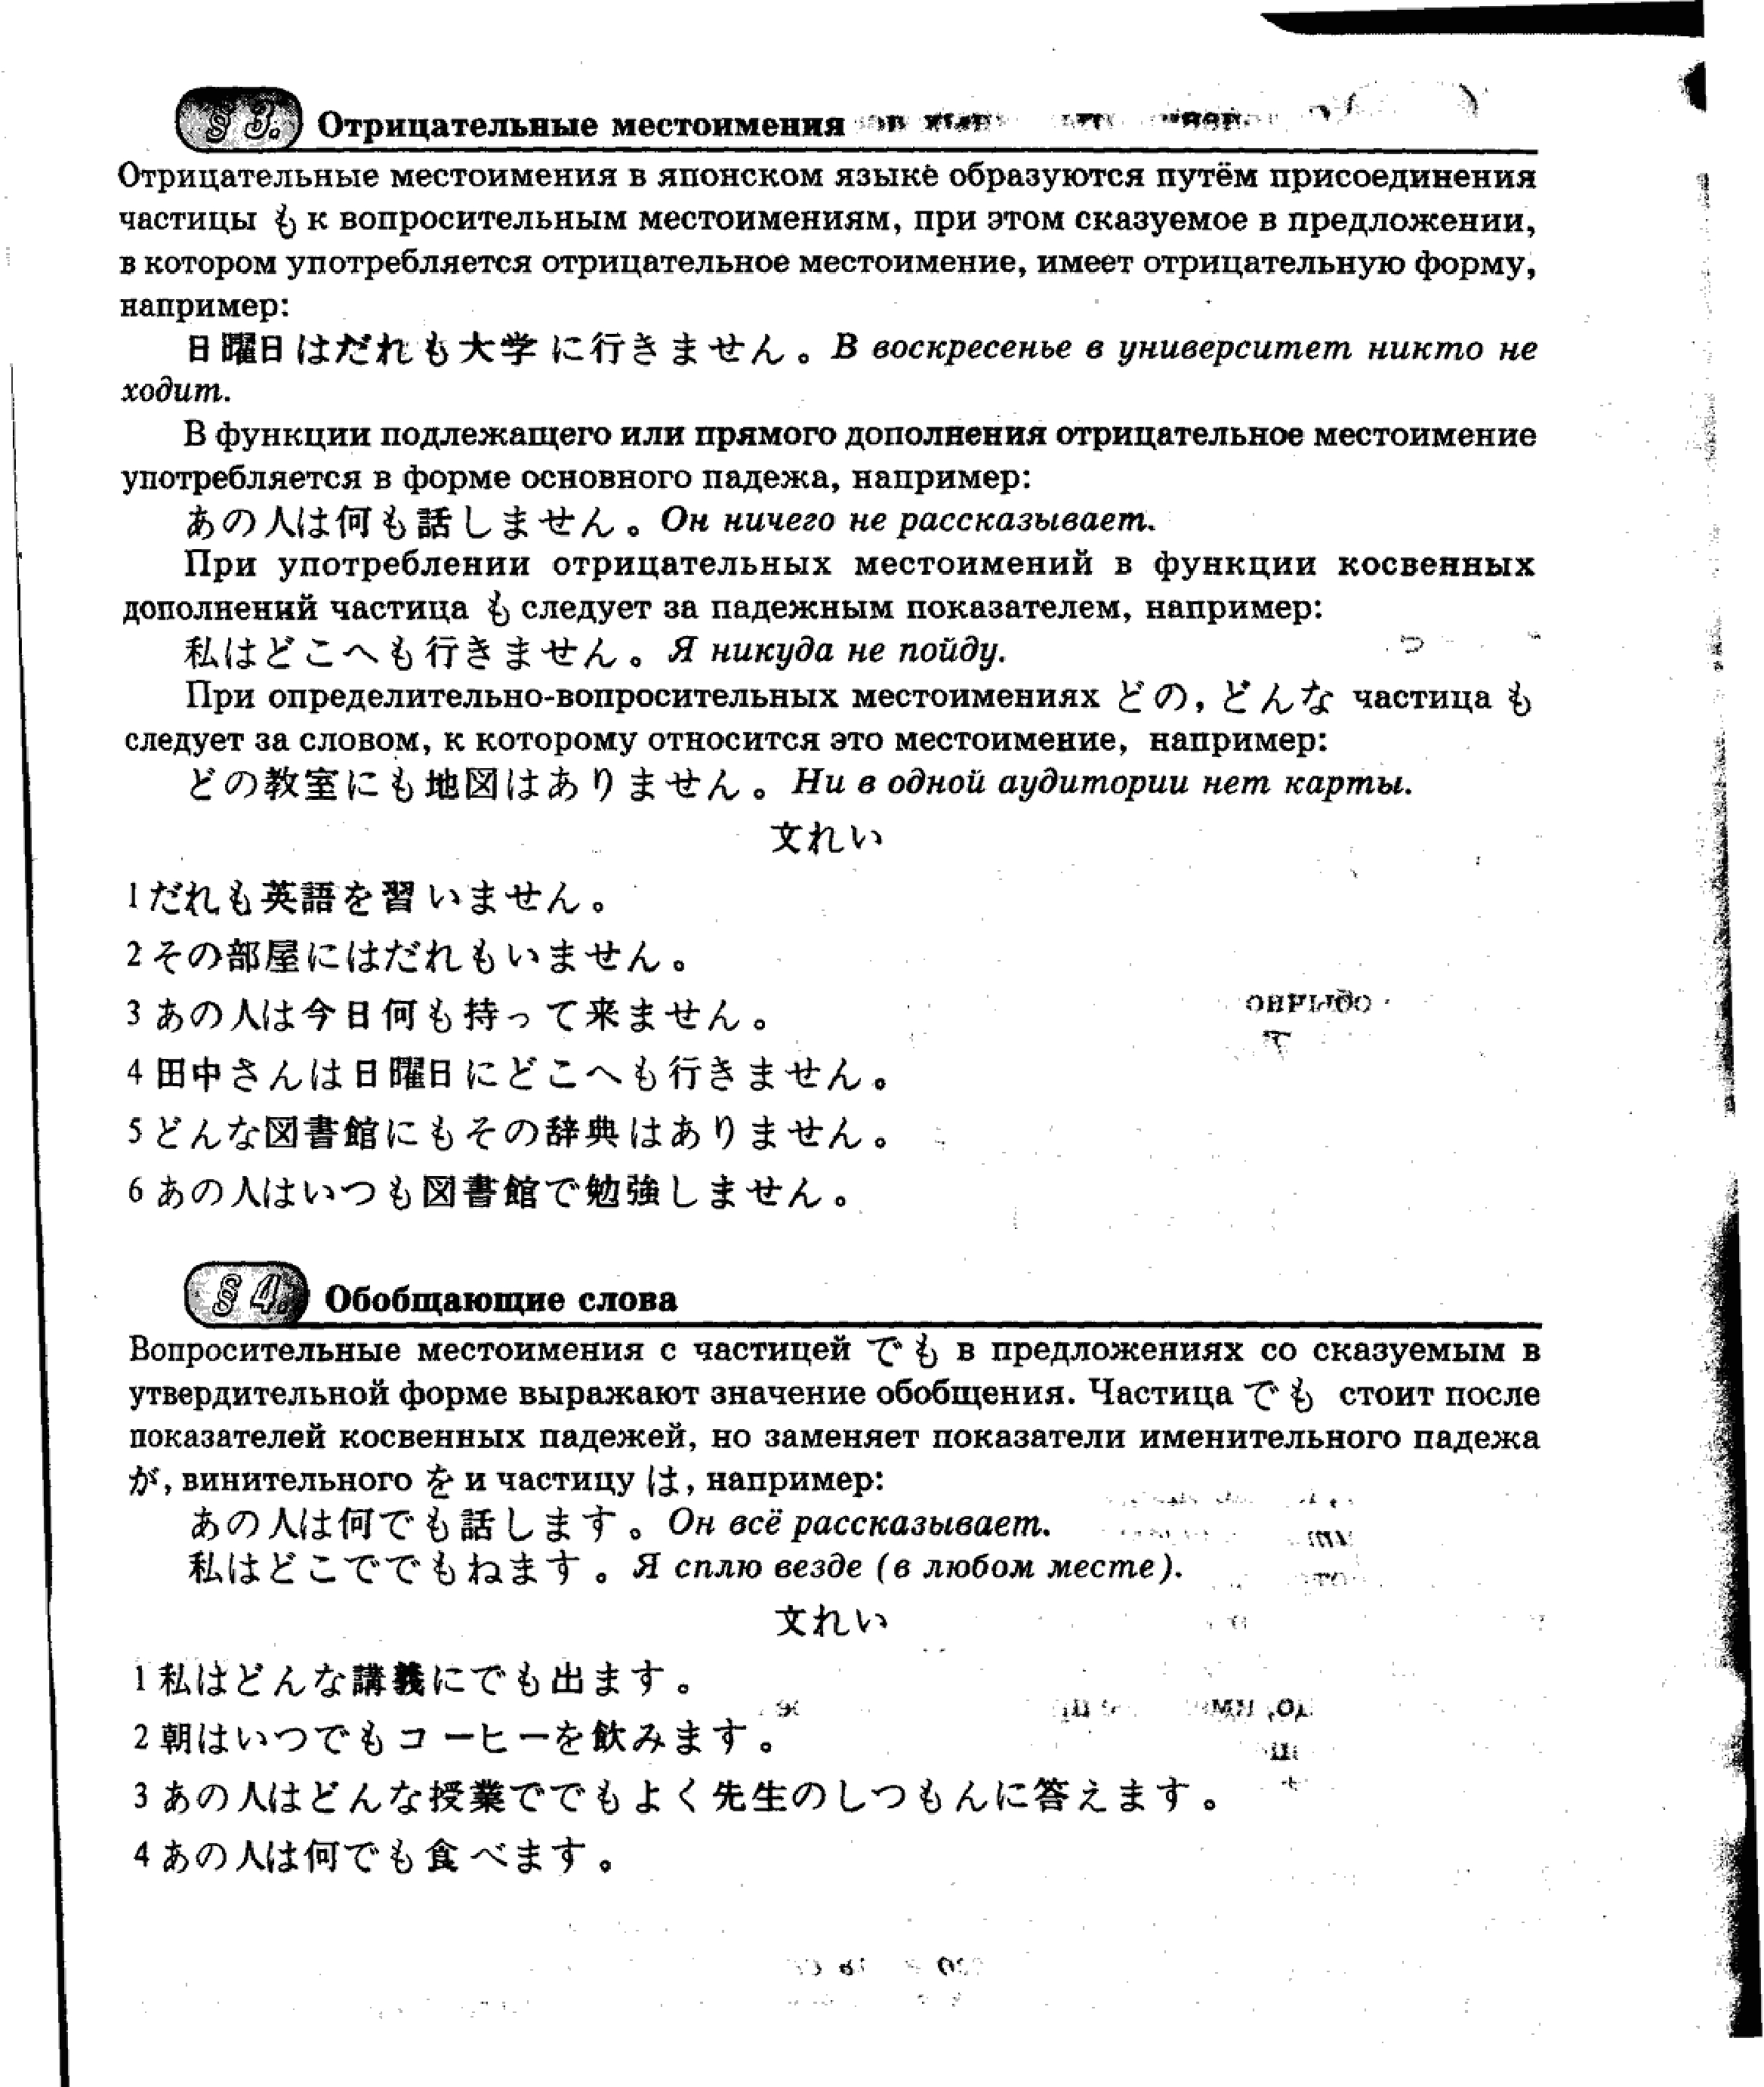 § 3. Отрицательные местоимения
Отрицательные местоимения в японском языке образуются путём присоединения
частицы も к вопросительным местоимениям, при этом сказуемое в предложении,
в котором употребляется отрицательное местоимение, имеет отрицательную форму,
например:
日曜日はだれも大学に行きません。В воскресенье в университет никто не
ходит.
В функции подлежащего или прямого дополнения отрицательное местоимение
употребляется в форме основного падежа, например:
あの人は何も話しません。Он ничего не рассказывает.
При употреблении отрицательных местоимений в функции косвенных
дополнений частица も следует за падежным показателем, например:
私はどこへも行きません。Я никуда не пойду.
При определительно-вопросительных местоимениях どの, どんな частица も
следует за словом, к которому относится это местоимение, например:
どの教室にも地図はありません。Ни в одной аудитории нет карты.
文れい
1 だれも英語を習いません。
2 その部屋にはだれもいません。
3 あの人は今日何も持って来ません。
4 田中さんは日曜日にどこへも行きません。
5 どんな図書館にもその辞典はありません。
6 あの人はいつも図書館で勉強しません。
§ 4. Обобщающие слова
Вопросительные местоимения с частицей でも в предложениях со сказуемым в
утвердительной форме выражают значение обобщения. Частица でも стоит после
показателей косвенных падежей, но заменяет показатели именительного падежа
が, винительного を и частицу は, например:
あの人は何でも話します。Он всё рассказывает.
私はどこででもねます。Я сплю везде (в любом месте).
文れい
1 私はどんな講義にでも出ます。
2 朝はいつでもコーヒーを飲みます。
3 あの人はどんな授業ででもよく先生のしつもんに答えます。
4 あの人は何でも食べます。